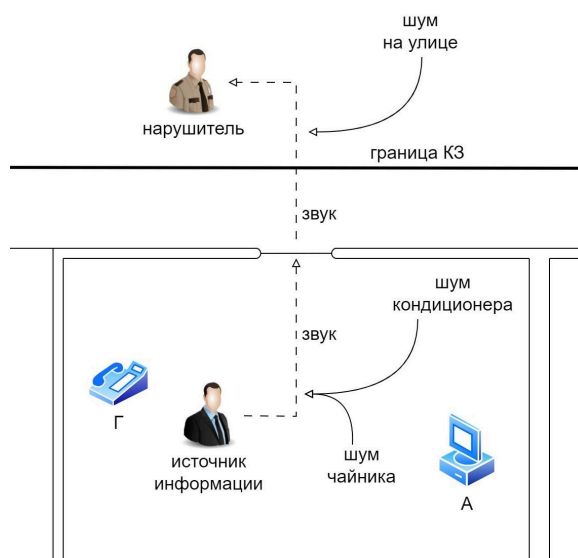 шум
на улице
нарушитель
граница КЗ
звук
шум
кондиционера
звук
Г
источник
информации
шум
чайника
А